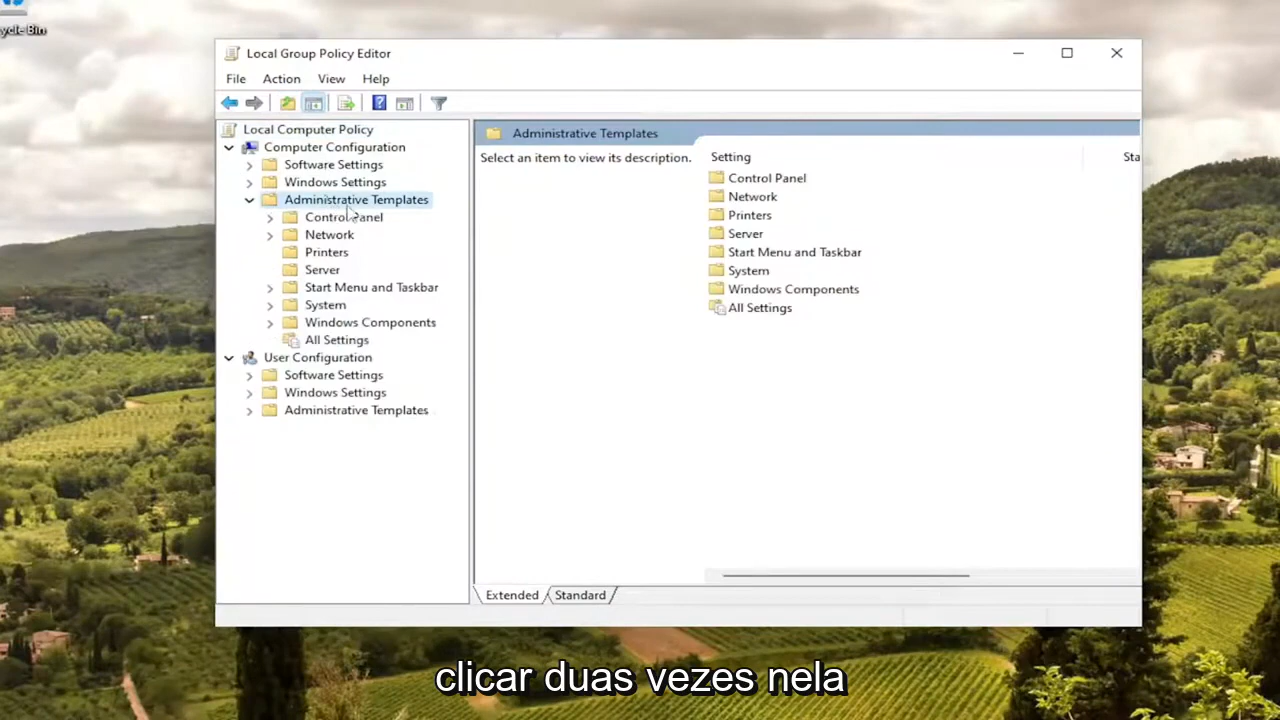 ycle Bin
Local Group Policy Editor
File Action View Help
Local Computer Policy
Computer Configuration
Software Settings
Windows Settings
Administrative Templates
Control Panel
Network
Printers
Server
Start Menu and Taskbar
System
Windows Components
All Settings
User Configuration
Software Settings
Windows Settings
Administrative Templates
Administrative Templates
Select an item to view its description.
Setting Sta
Control Panel
Network
Printers
Server
Start Menu and Taskbar
System
Windows Components
All Settings
Extended Standard
clicar duas vezes nela